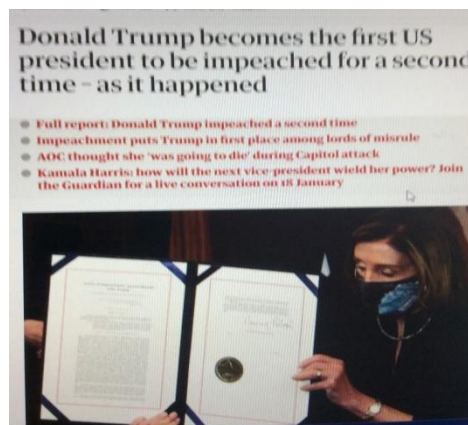 Donald Trump becomes the first US
president to be impeached for a second
time – as it happened
Full report: Donald Trump impeached a second time
Impeachment puts Trump in first place among lords of misrule
AOC thought she 'was going to die' during Capitol attack
Kamala Harris: how will the next vice-president wield her power? Join
the Guardian for a live conversation on 18 January